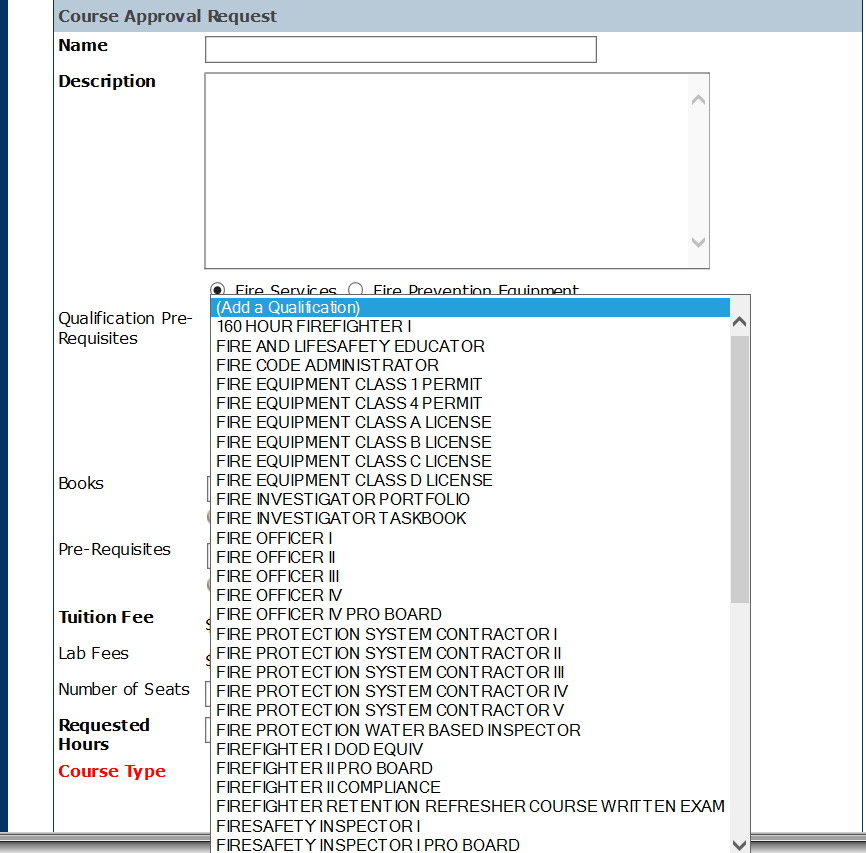 Course Approval Request
Name
Description
Fire Services Fire Prevention Equipment
Qualification Pre-
Requisites
(Add a Qualification)
160 HOUR FIREFIGHTER I
FIRE AND LIFESAFETY EDUCATOR
FIRE CODE ADMINISTRATOR
FIRE EQUIPMENT CLASS 1 PERMIT
FIRE EQUIPMENT CLASS 4 PERMIT
FIRE EQUIPMENT CLASS A LICENSE
FIRE EQUIPMENT CLASS B LICENSE
FIRE EQUIPMENT CLASS C LICENSE
FIRE EQUIPMENT CLASS D LICENSE
FIRE INVESTIGATOR PORTFOLIO
FIRE INVESTIGATOR TASKBOOK
FIRE OFFICER I
FIRE OFFICER II
FIRE OFFICER III
FIRE OFFICER IV
FIRE OFFICER IV PRO BOARD
FIRE PROTECTION SYSTEM CONTRACTOR I
FIRE PROTECTION SYSTEM CONTRACTOR II
FIRE PROTECTION SYSTEM CONTRACTOR III
FIRE PROTECTION SYSTEM CONTRACTOR IV
FIRE PROTECTION SYSTEM CONTRACTOR V
FIRE PROTECTION WATER BASED INSPECTOR
FIREFIGHTER I DOD EQUIV
FIREFIGHTER II PRO BOARD
FIREFIGHTER II COMPLIANCE
FIREFIGHTER RETENTION REFRESHER COURSE WRITTEN EXAM
FIRESAFETY INSPECTOR I
FIRESAFETY INSPECTOR I PRO BOARD
Books
Pre-Requisites
Tuition Fee
Lab Fees
Number of Seats
Requested
Hours
Course Type